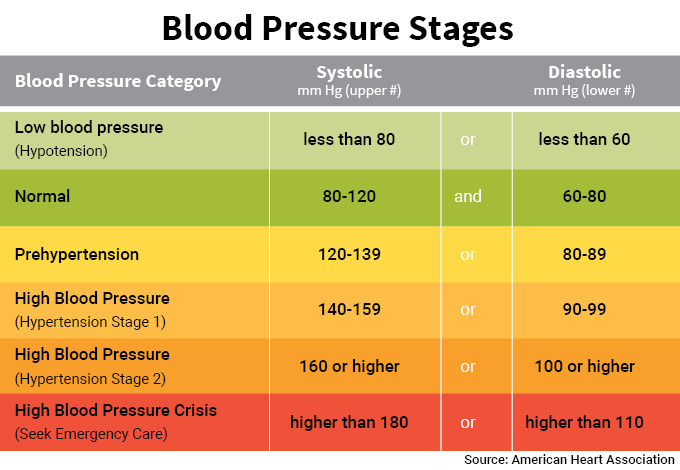 Blood Pressure Stages
Blood Pressure Category
Systolic
mm Hg (upper #)
Diastolic
mm Hg (lower #)
Low blood pressure
(Hypotension)
less than 80
or
less than 60
Normal
80-120
and
60-80
Prehypertension
120-139
or
80-89
High Blood Pressure
(Hypertension Stage 1)
140-159
or
90-99
High Blood Pressure
(Hypertension Stage 2)
160 or higher
or
100 or higher
High Blood Pressure Crisis
(Seek Emergency Care)
higher than 180
or
higher than 110
Source: American Heart Association